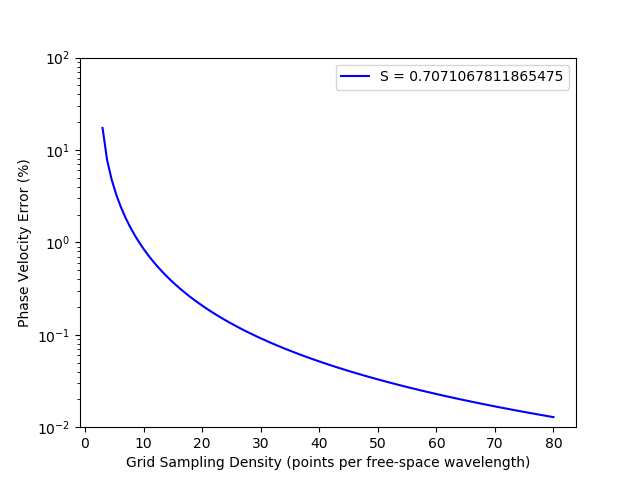 S = 0.7071067811865475
Phase Velocity Error (%)
10²
10¹
10⁰
10⁻¹
10⁻²
0 10 20 30 40 50 60 70 80
Grid Sampling Density (points per free-space wavelength)